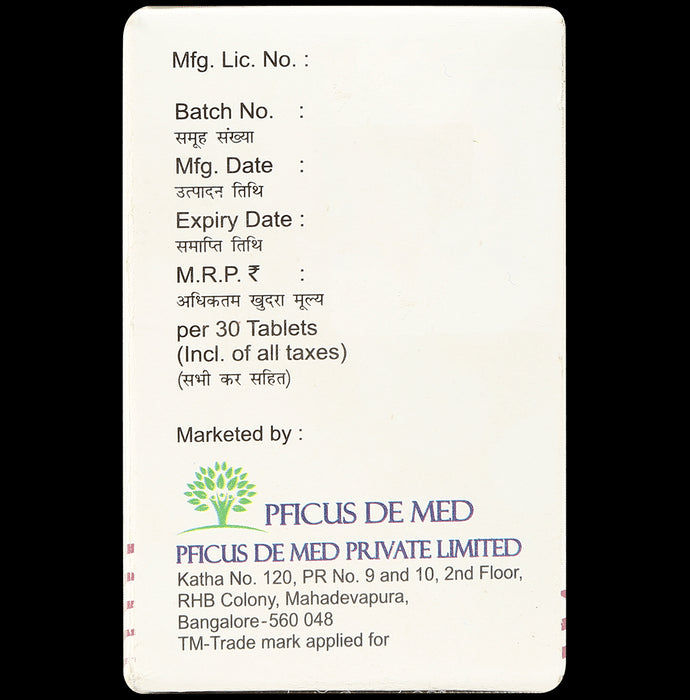 Mfg. Lic. No. :
Batch No. :
समूह संख्या
Mfg. Date :
उत्पादन तिथि
Expiry Date :
समाप्ति तिथि
M.R.P. ₹ :
अधिकतम खुदरा मूल्य
per 30 Tablets
(Incl. of all taxes)
(सभी कर सहित)
Marketed by :
PFICUS DE MED
PFICUS DE MED PRIVATE LIMITED
Katha No. 120, PR No. 9 and 10, 2nd Floor,
RHB Colony, Mahadevapura,
Bangalore-560 048
TM-Trade mark applied for